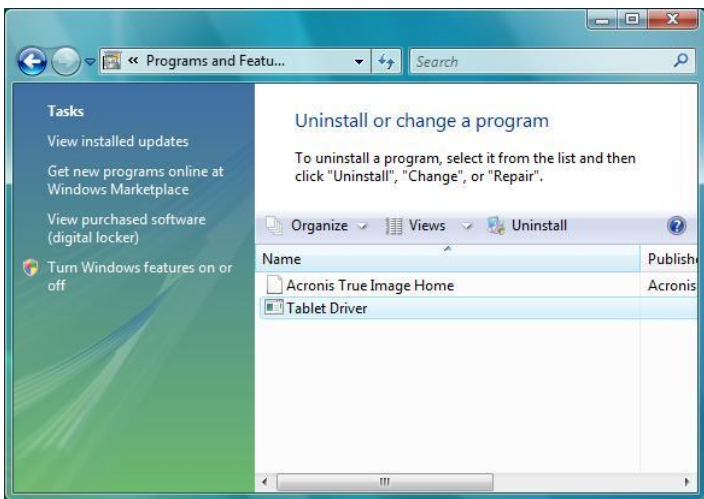 « Programs and Featu...
Search
Tasks
View installed updates
Get new programs online at
Windows Marketplace
View purchased software
(digital locker)
Turn Windows features on or
off
Uninstall or change a program
To uninstall a program, select it from the list and then
click "Uninstall", "Change", or "Repair".
Organize Views Uninstall
Name Publishe
Acronis True Image Home Acronis
Tablet Driver